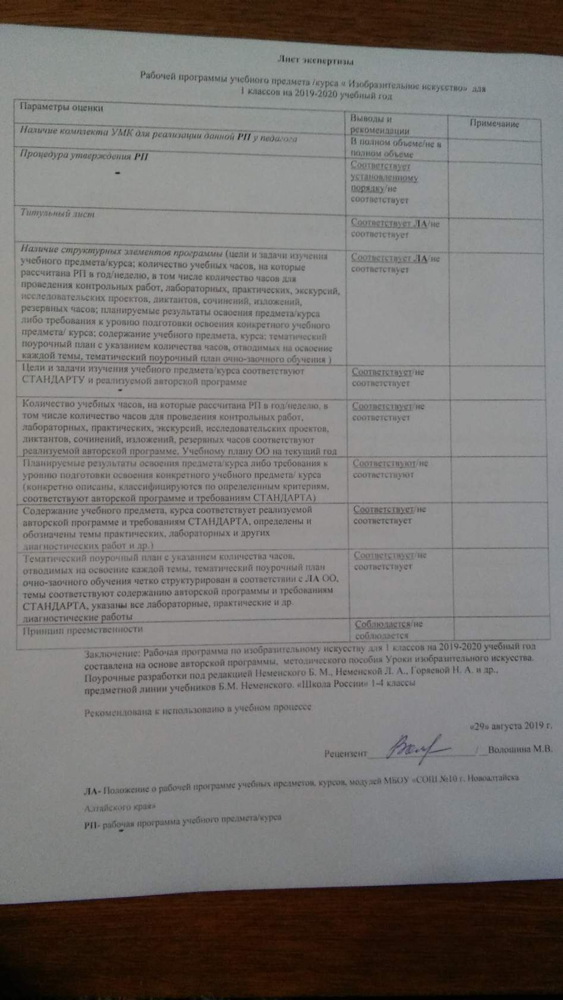 Лист экспертизы
Рабочей программы учебного предмета /курса « Изобразительное искусство» для
1 классов на 2019-2020 учебный год
Параметры оценки
Выводы и
рекомендации
Примечание
Наличие комплекта УМК для реализации данной РП у педагога
В полном объеме/не в
полном объеме
Процедура утверждения РП
Соответствует
установленному
порядку/не
соответствует
Титульный лист
Соответствует ЛА/не
соответствует
Наличие структурных элементов программы (цели и задачи изучения
учебного предмета/курса; количество учебных часов, на которые
рассчитана РП в год/неделю, в том числе количество часов для
проведения контрольных работ, лабораторных, практических, экскурсий,
исследовательских проектов, диктантов, сочинений, изложений,
резервных часов; планируемые результаты освоения предмета/курса
либо требования к уровню подготовки освоения конкретного учебного
предмета/ курса; содержание учебного предмета, курса; тематический
поурочный план с указанием количества часов, отводимых на освоение
каждой темы, тематический поурочный план очно-заочного обучения )
Соответствует ЛА/не
соответствует
Цели и задачи изучения учебного предмета/курса соответствуют
СТАНДАРТУ и реализуемой авторской программе
Соответствует/не
соответствует
Количество учебных часов, на которые рассчитана РП в год/неделю, в
том числе количество часов для проведения контрольных работ,
лабораторных, практических, экскурсий, исследовательских проектов,
диктантов, сочинений, изложений, резервных часов соответствуют
реализуемой авторской программе, Учебному плану ОО на текущий год
Соответствует/не
соответствует
Планируемые результаты освоения предмета/курса либо требования к
уровню подготовки освоения конкретного учебного предмета/ курса
(конкретно описаны, классифицируются по определенным критериям,
соответствуют авторской программе и требованиям СТАНДАРТА)
Соответствуют/не
соответствуют
Содержание учебного предмета, курса соответствует реализуемой
авторской программе и требованиям СТАНДАРТА, определены и
обозначены темы практических, лабораторных и других
диагностических работ и др.)
Соответствует/не
соответствует
Тематический поурочный план с указанием количества часов,
отводимых на освоение каждой темы, тематический поурочный план
очно-заочного обучения четко структурирован в соответствии с ЛА ОО,
темы соответствуют содержанию авторской программы и требованиям
СТАНДАРТА, указаны все лабораторные, практические и др.
диагностические работы
Соответствует/не
соответствует
Принцип преемственности
Соблюдается/не
соблюдается
Заключение: Рабочая программа по изобразительному искусству для 1 классов на 2019-2020 учебный год
составлена на основе авторской программы, методического пособия Уроки изобразительного искусства.
Поурочные разработки под редакцией Неменского Б. М., Неменской Л. А., Горяевой Н. А. и др.,
предметной линии учебников Б.М. Неменского. «Школа России» 1-4 классы
Рекомендована к использованию в учебном процессе
«29» августа 2019 г.
Рецензент / Волошина М.В.
ЛА- Положение о рабочей программе учебных предметов, курсов, модулей МБОУ «СОШ №10 г. Новоалтайска
Алтайского края»
РП- рабочая программа учебного предмета/курса